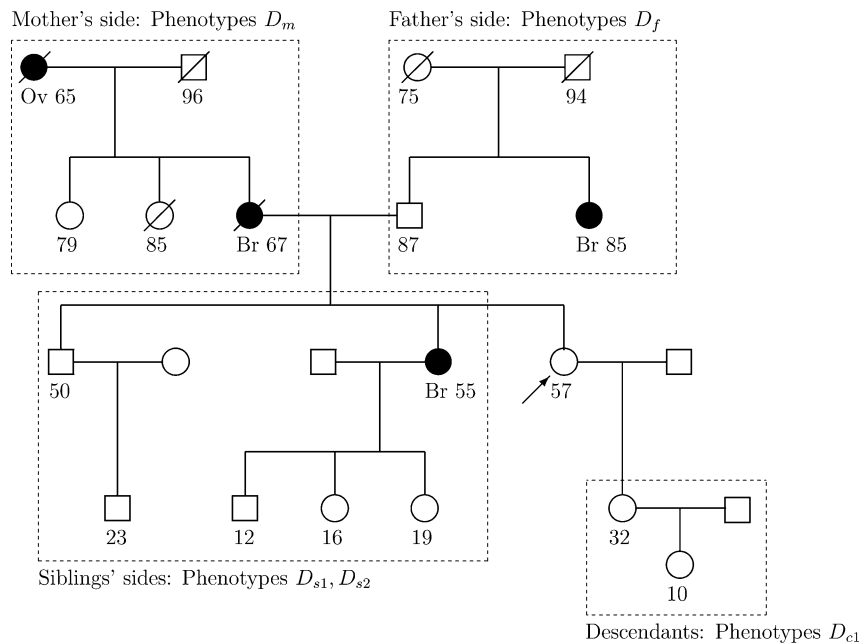 Mother's side: Phenotypes D_m
Father's side: Phenotypes D_f
Ov 65
96
75
94
79
85
Br 67
87
Br 85
50
Br 55
57
23
12
16
19
32
10
Siblings' sides: Phenotypes D_{s1}, D_{s2}
Descendants: Phenotypes D_{c1}